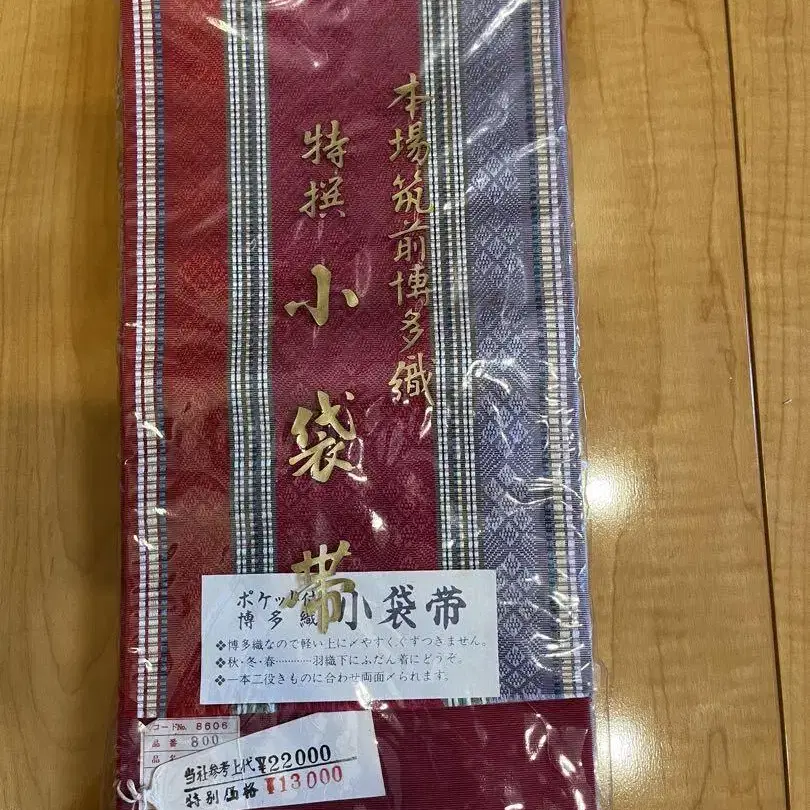 本場筑前博多織
特撰
小袋帯
ポケット付
博多織
小袋帯
❖博多織なので軽い上に〆やすくくずつきません。
❖秋・冬・春…………羽織下にふだん着にどうぞ。
❖一本二役きものに合わせ両面〆られます。
コードNo. 8606
品番 800
品名
当社参考上代 ¥22000
特別価格 ¥13000